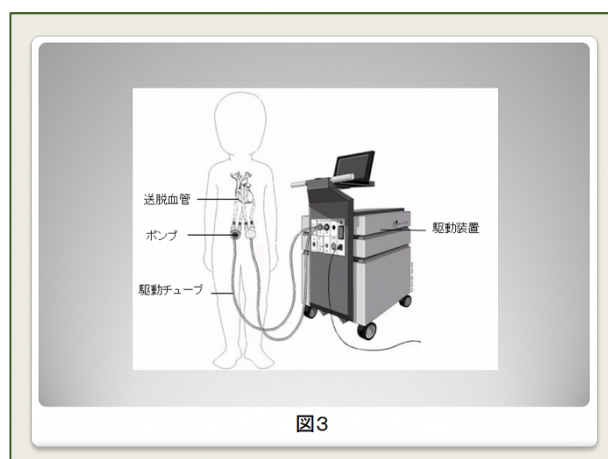 送脱血管
ポンプ
駆動チューブ
駆動装置
図3